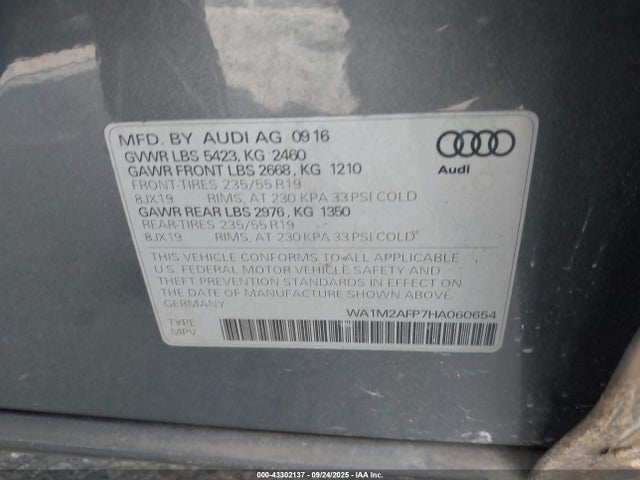 MFD. BY AUDI AG 09 16
GVWR LBS 5423, KG 2460
GAWR FRONT LBS 2668, KG 1210
FRONT-TIRES 235/55 R19
8JX19 RIMS, AT 230 KPA 33 PSI COLD
GAWR REAR LBS 2976, KG 1350
REAR-TIRES 235/55 R19
8JX19 RIMS, AT 230 KPA 33 PSI COLD
THIS VEHICLE CONFORMS TO ALL APPLICABLE
U.S. FEDERAL MOTOR VEHICLE SAFETY AND
THEFT PREVENTION STANDARDS IN EFFECT ON
THE DATE OF MANUFACTURE SHOWN ABOVE.
GERMANY
WA1M2AFP7HA060654
TYPE
MPV
Audi
000-43302137 - 09/24/2025 - IAA Inc.